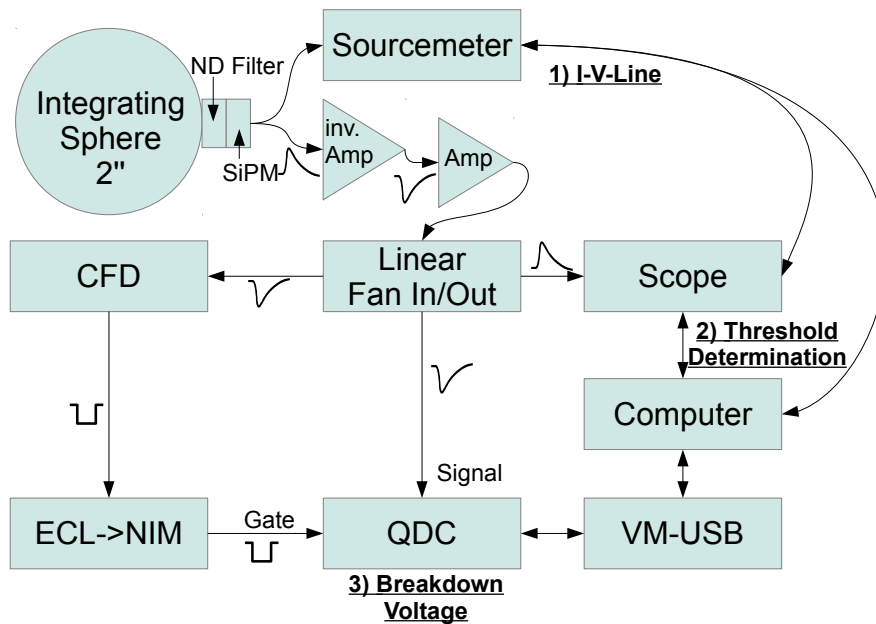 Sourcemeter
ND Filter
1) I-V-Line
Integrating
Sphere
2"
inv.
Amp
Amp
SiPM
CFD
Linear
Fan In/Out
Scope
2) Threshold
Determination
Computer
Signal
ECL->NIM
Gate
QDC
VM-USB
3) Breakdown
Voltage